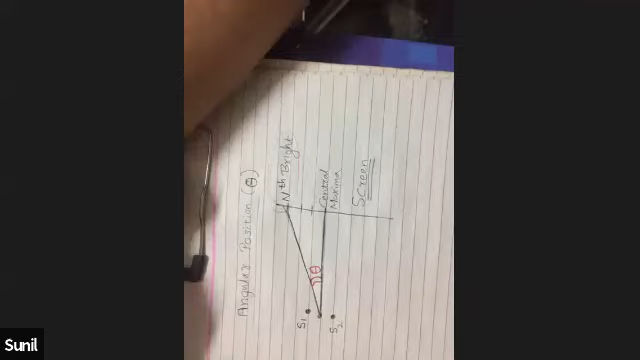 Angular Position (θ)
Nth Bright
Central
Maxima
Screen
θ
S1
S2
Sunil